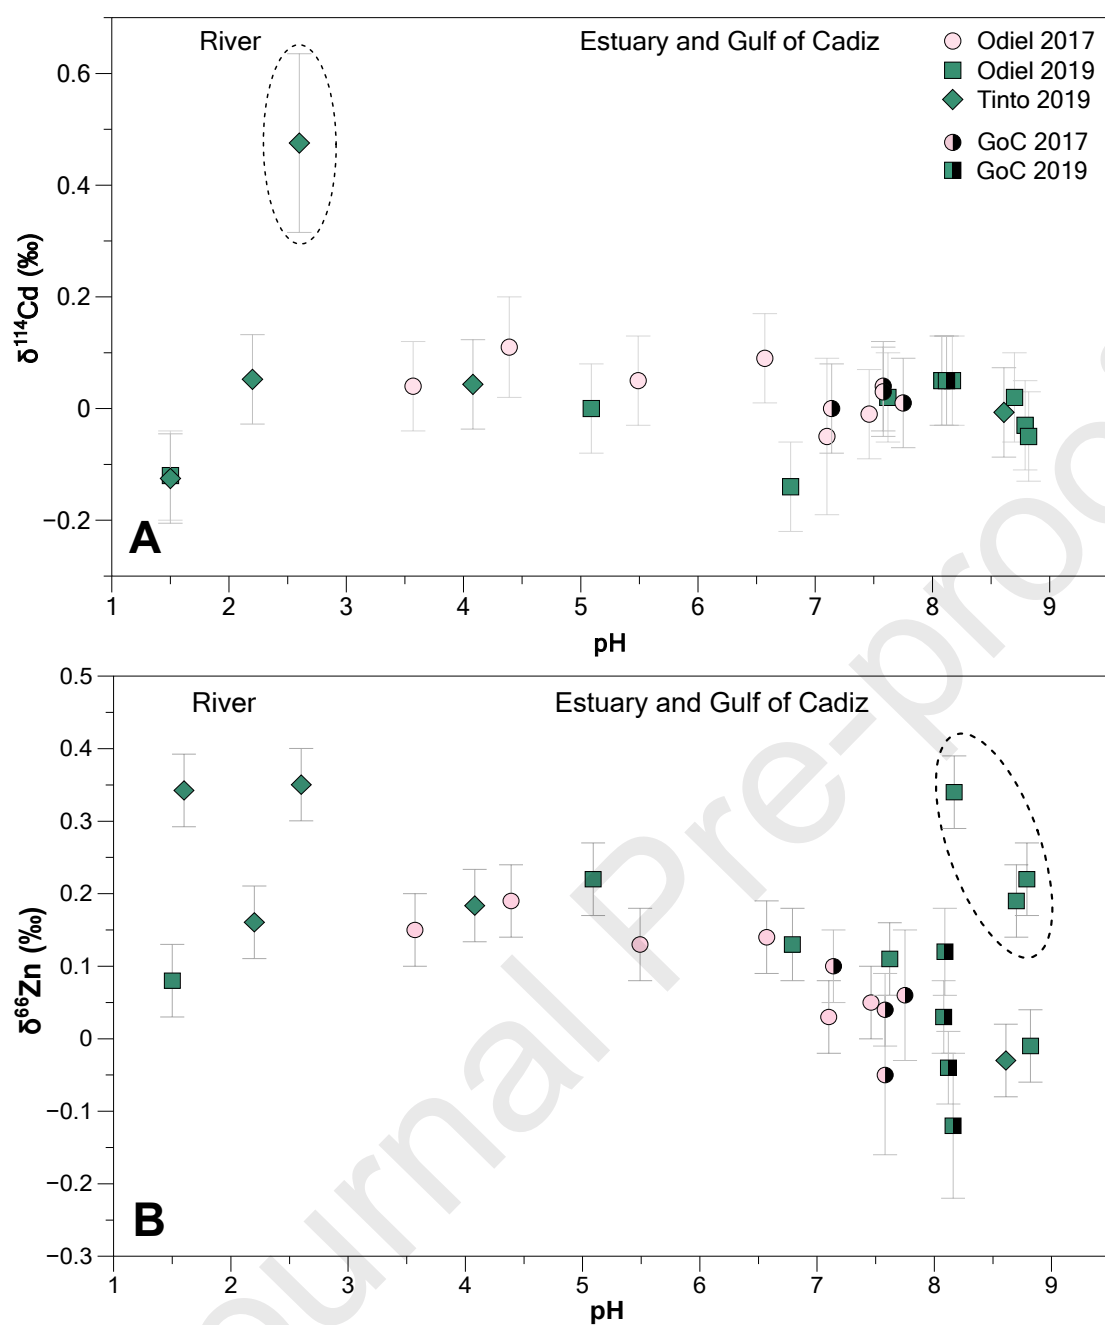 River Estuary and Gulf of Cadiz
Odiel 2017
Odiel 2019
Tinto 2019
GoC 2017
GoC 2019
0.6
0.4
0.2
0
−0.2
δ¹¹⁴Cd (‰)
A
1 2 3 4 5 6 7 8 9
pH
River Estuary and Gulf of Cadiz
0.5
0.4
0.3
0.2
0.1
0
−0.1
−0.2
−0.3
δ⁶⁶Zn (‰)
B
1 2 3 4 5 6 7 8 9
pH
ournal Pre-proo